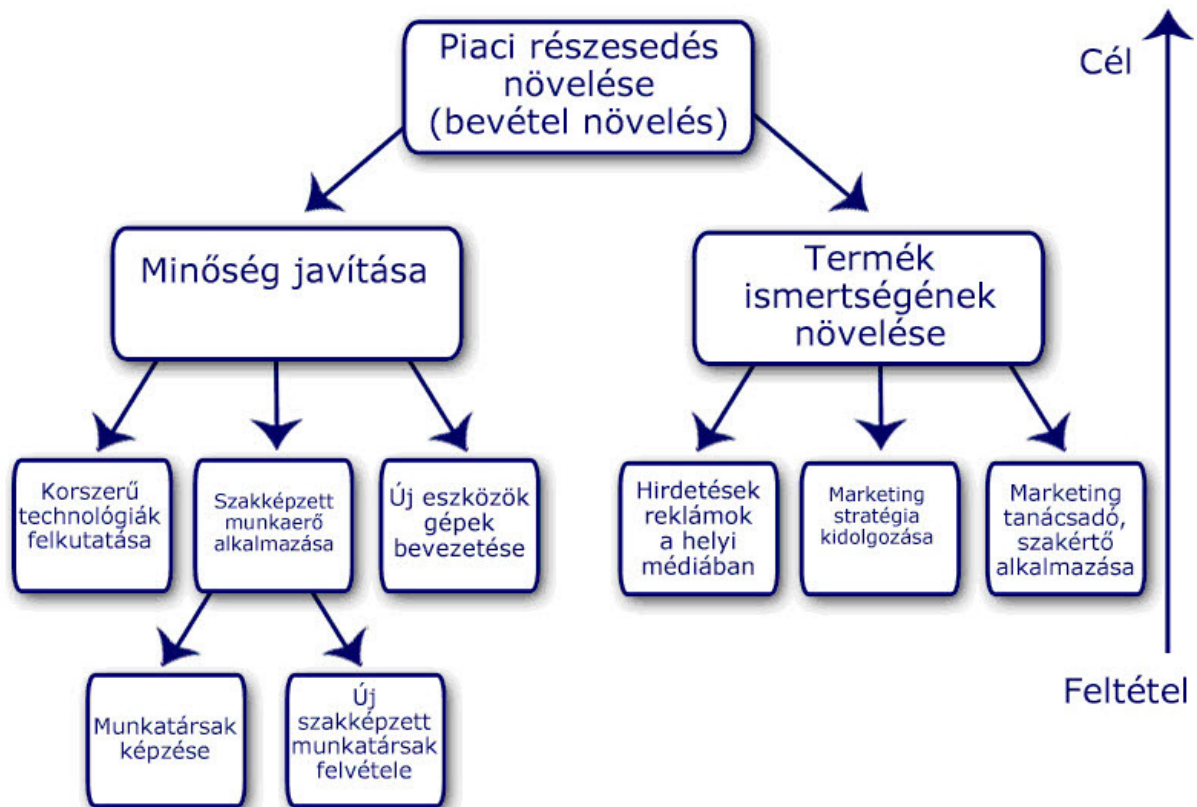 Piaci részesedés
növelése
(bevétel növelés)
Cél
Minőség javítása
Termék
ismertségének
növelése
Korszerű
technológiák
felkutatása
Szakképzett
munkaerő
alkalmazása
Új eszközök
gépek
bevezetése
Hirdetések
reklámok
a helyi
médiában
Marketing
stratégia
kidolgozása
Marketing
tanácsadó,
szakértő
alkalmazása
Munkatársak
képzése
Új
szakképzett
munkatársak
felvétele
Feltétel